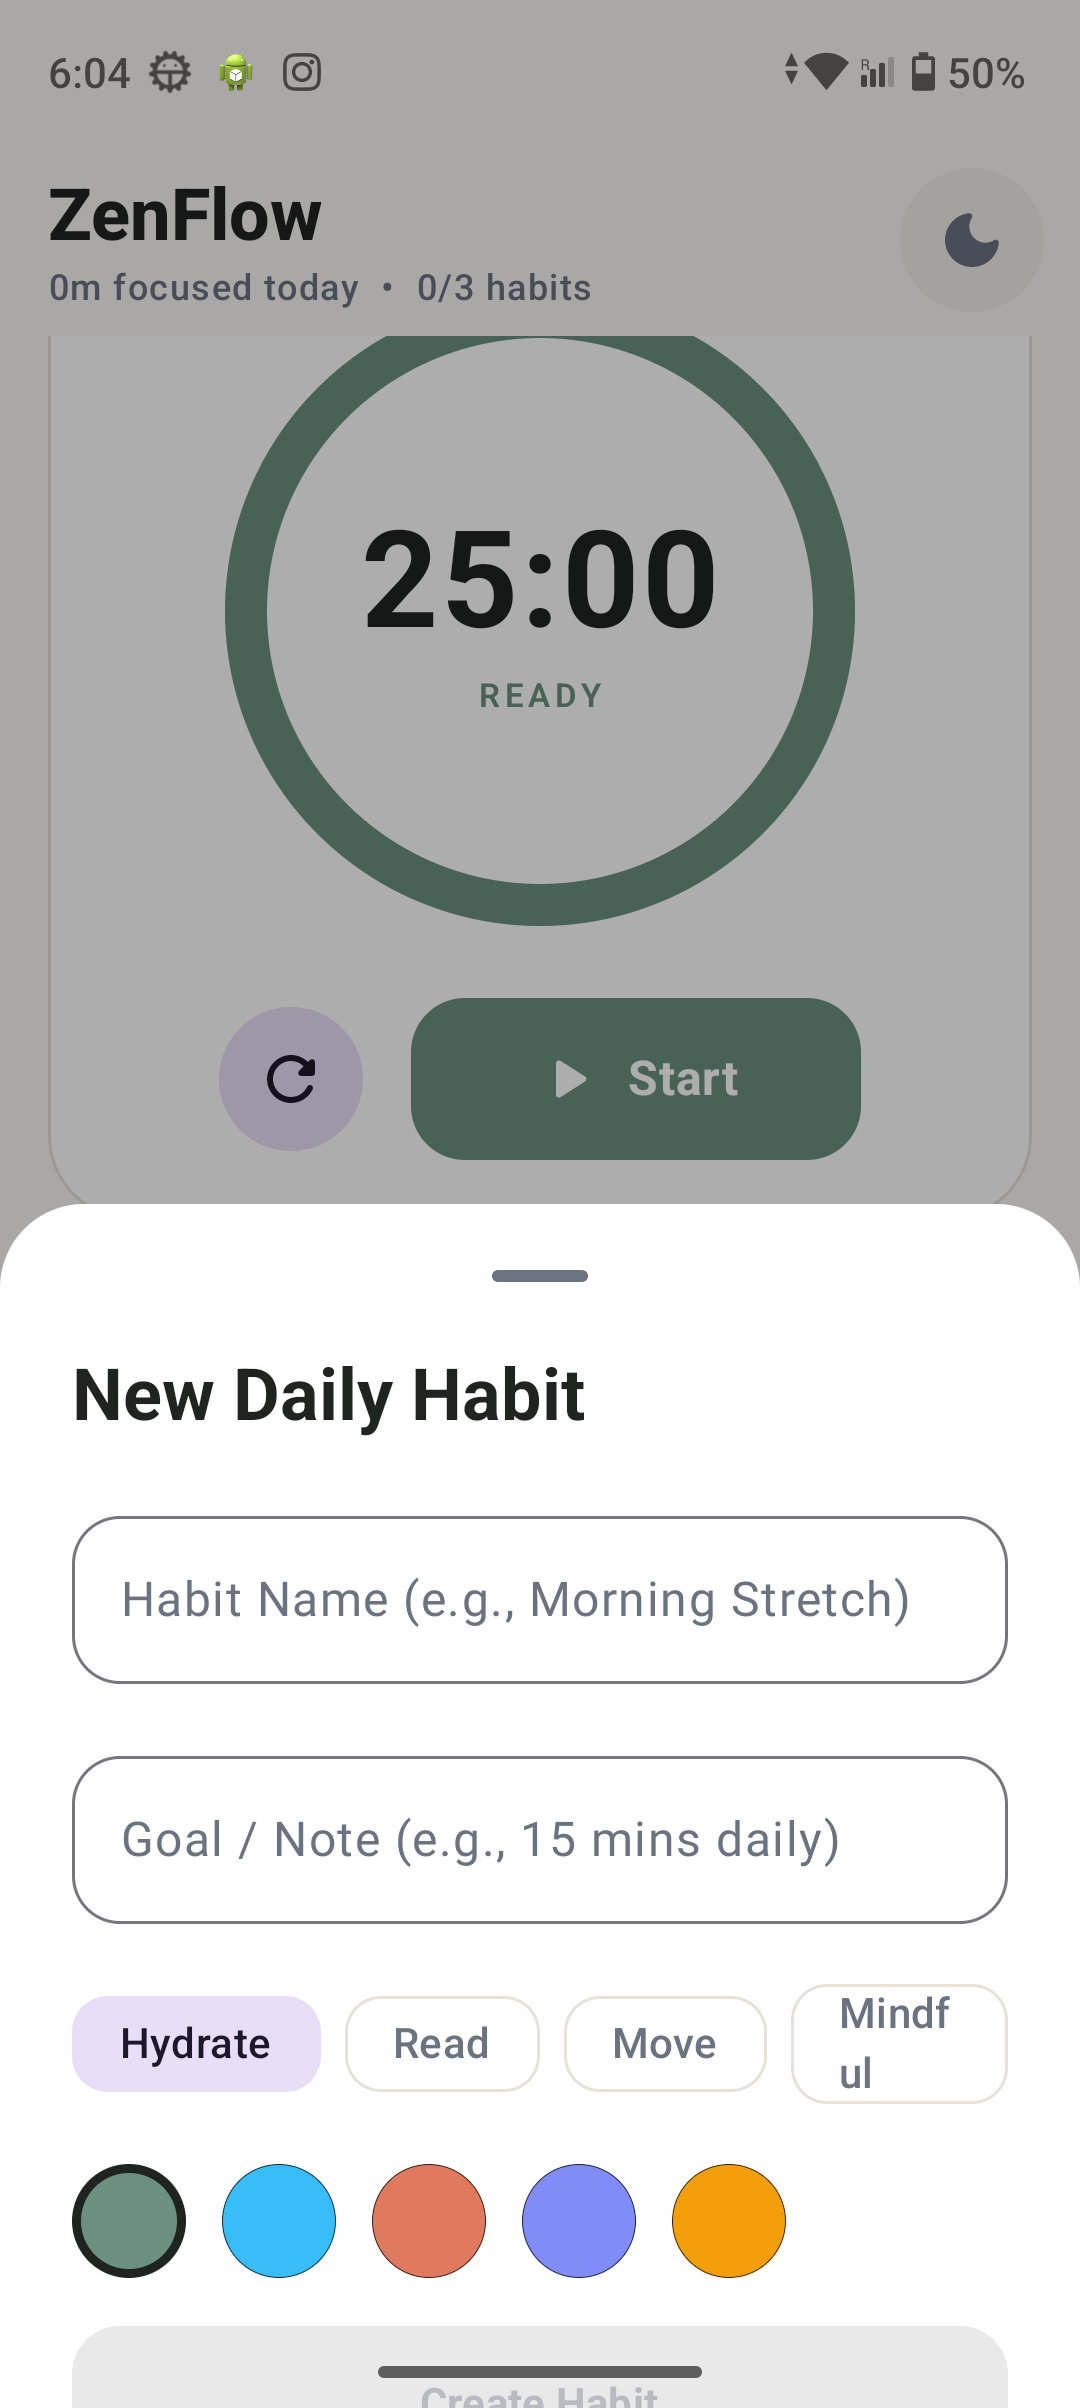 6:04
R
50%
ZenFlow
0m focused today • 0/3 habits
25:00
READY
Start
New Daily Habit
Habit Name (e.g., Morning Stretch)
Goal / Note (e.g., 15 mins daily)
Hydrate
Read
Move
Mindf
ul
Create Habit